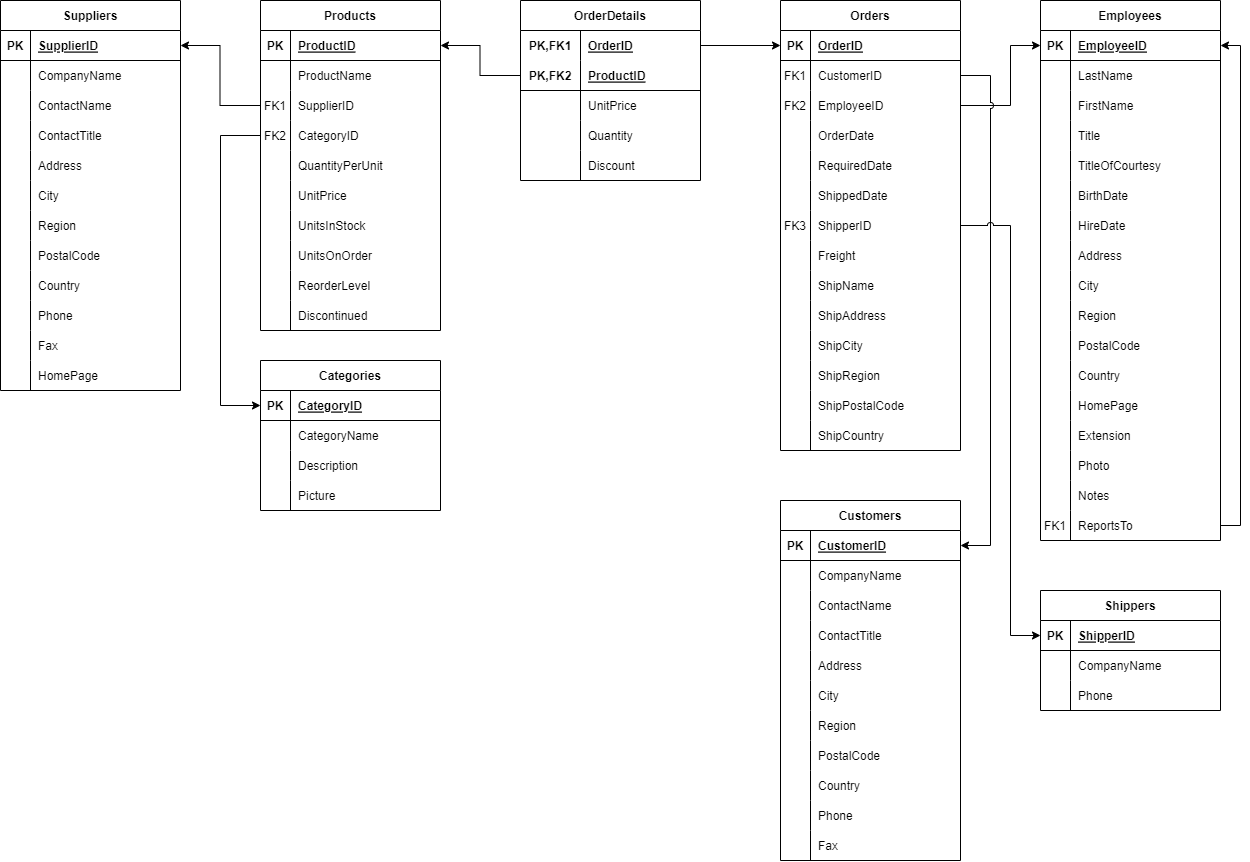 Suppliers
PK SupplierID
CompanyName
ContactName
ContactTitle
Address
City
Region
PostalCode
Country
Phone
Fax
HomePage
Products
PK ProductID
ProductName
FK1 SupplierID
FK2 CategoryID
QuantityPerUnit
UnitPrice
UnitsInStock
UnitsOnOrder
ReorderLevel
Discontinued
Categories
PK CategoryID
CategoryName
Description
Picture
OrderDetails
PK,FK1 OrderID
PK,FK2 ProductID
UnitPrice
Quantity
Discount
Orders
PK OrderID
FK1 CustomerID
FK2 EmployeeID
OrderDate
RequiredDate
ShippedDate
FK3 ShipperID
Freight
ShipName
ShipAddress
ShipCity
ShipRegion
ShipPostalCode
ShipCountry
Customers
PK CustomerID
CompanyName
ContactName
ContactTitle
Address
City
Region
PostalCode
Country
Phone
Fax
Employees
PK EmployeeID
LastName
FirstName
Title
TitleOfCourtesy
BirthDate
HireDate
Address
City
Region
PostalCode
Country
HomePage
Extension
Photo
Notes
FK1 ReportsTo
Shippers
PK ShipperID
CompanyName
Phone